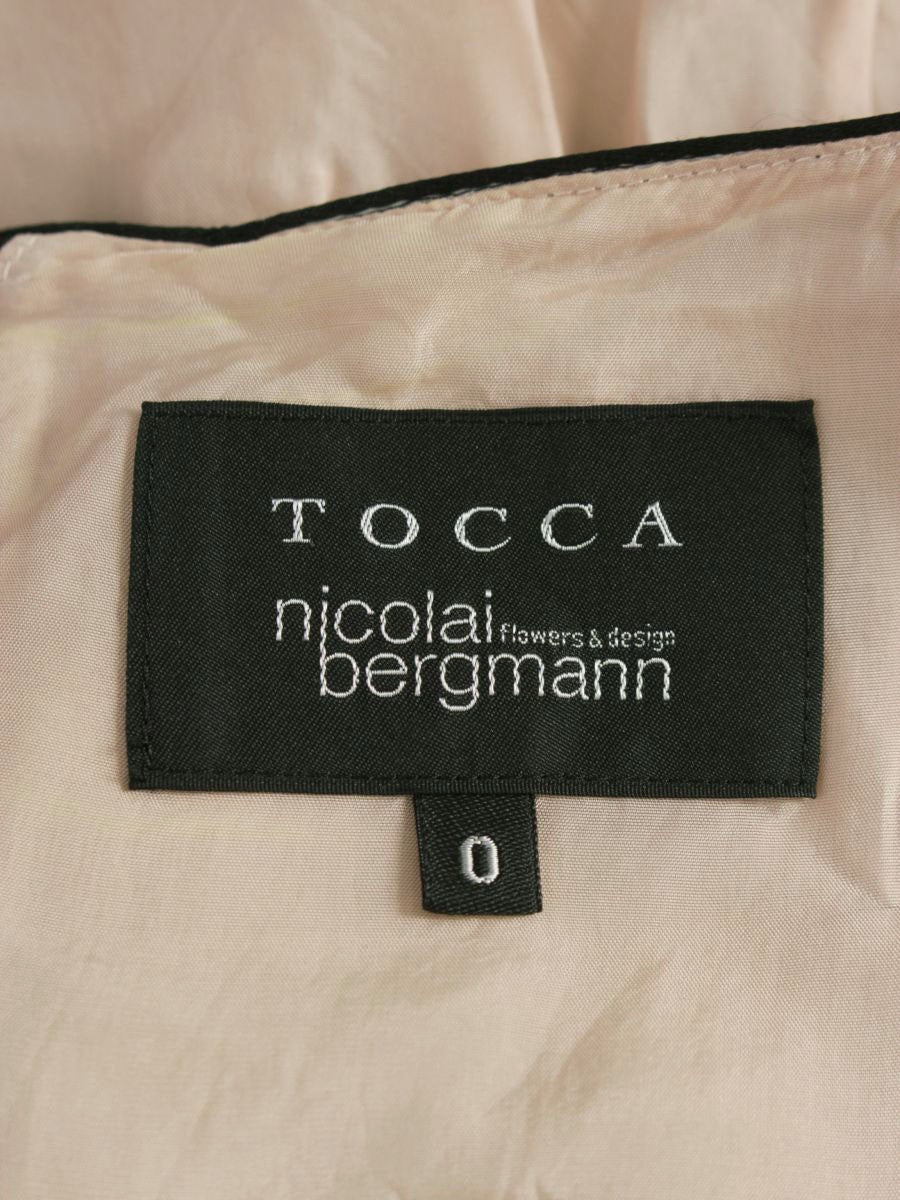 TOCCA
nicolai flowers & design
bergmann
0